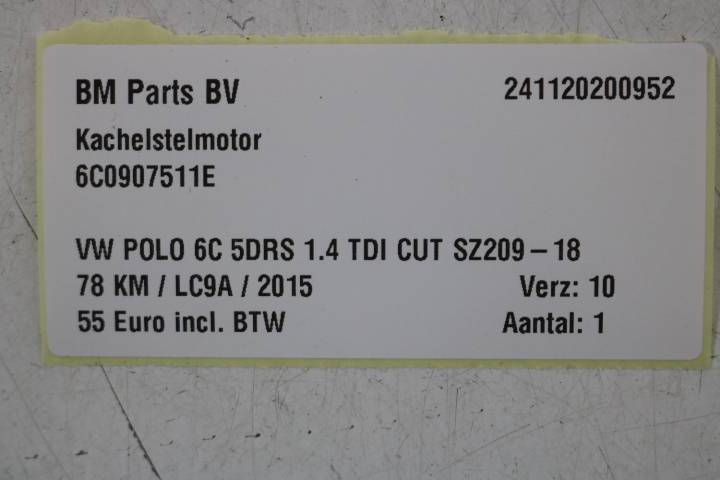 BM Parts BV 241120200952
Kachelstelmotor
6C0907511E
VW POLO 6C 5DRS 1.4 TDI CUT SZ209 – 18
78 KM / LC9A / 2015 Verz: 10
55 Euro incl. BTW Aantal: 1